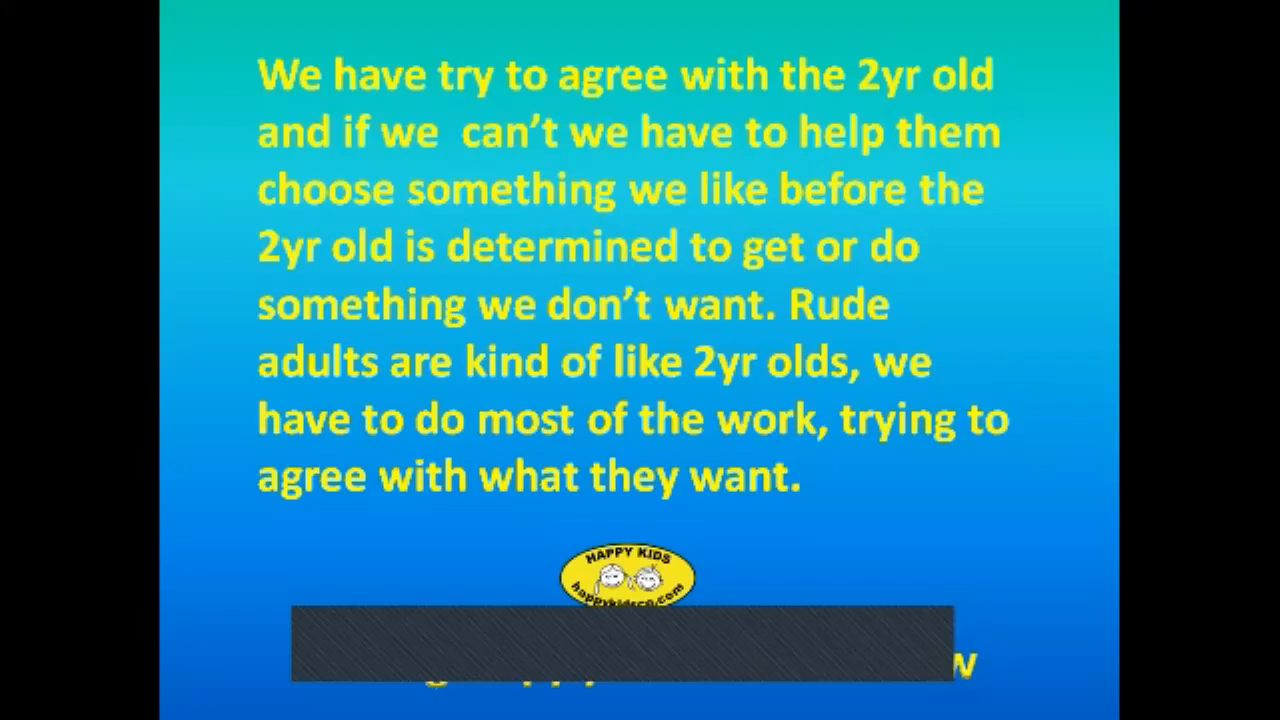 We have try to agree with the 2yr old
and if we can't we have to help them
choose something we like before the
2yr old is determined to get or do
something we don't want. Rude
adults are kind of like 2yr olds, we
have to do most of the work, trying to
agree with what they want.
HAPPY KIDS